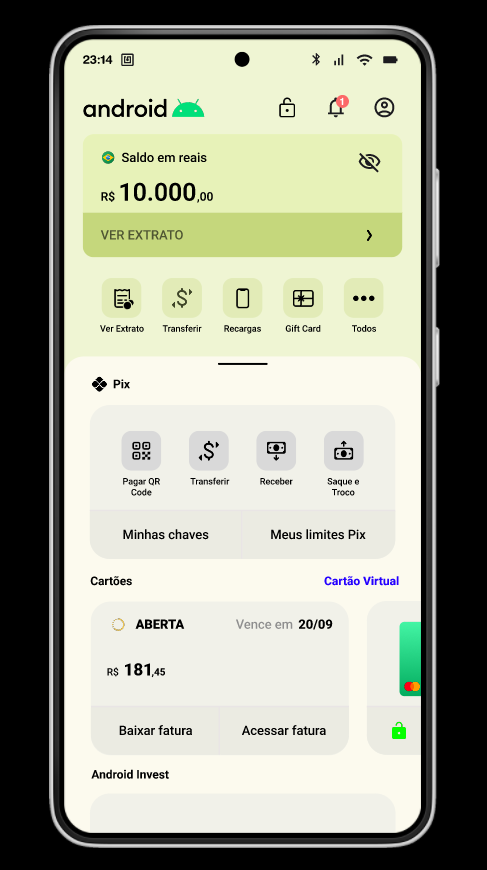 23:14
android
1
Saldo em reais
R$ 10.000,00
VER EXTRATO
Ver Extrato
Transferir
Recargas
Gift Card
Todos
Pix
Pagar QR
Code
Transferir
Receber
Saque e
Troco
Minhas chaves
Meus limites Pix
Cartões
Cartão Virtual
ABERTA
Vence em 20/09
R$ 181,45
Baixar fatura
Acessar fatura
Android Invest